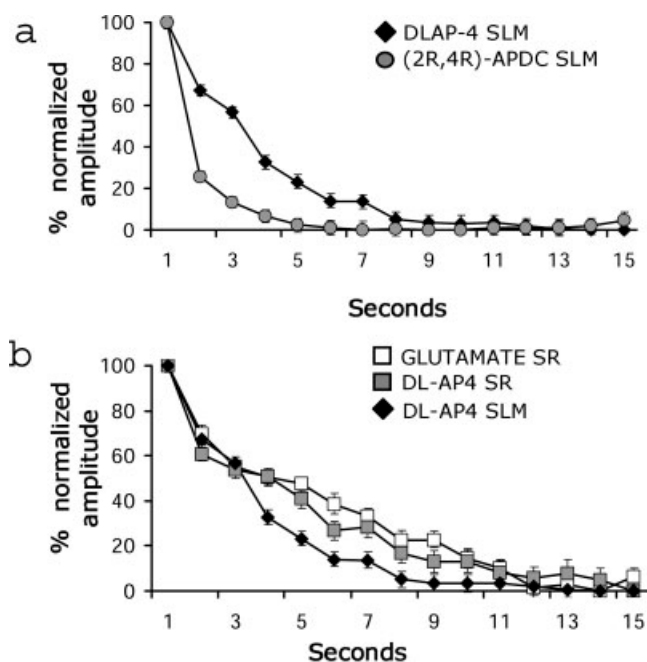 a
DLAP-4 SLM
(2R,4R)-APDC SLM
% normalized
amplitude
100
80
60
40
20
0
1 3 5 7 9 11 13 15
Seconds
b
GLUTAMATE SR
DL-AP4 SR
DL-AP4 SLM
% normalized
amplitude
100
80
60
40
20
0
1 3 5 7 9 11 13 15
Seconds